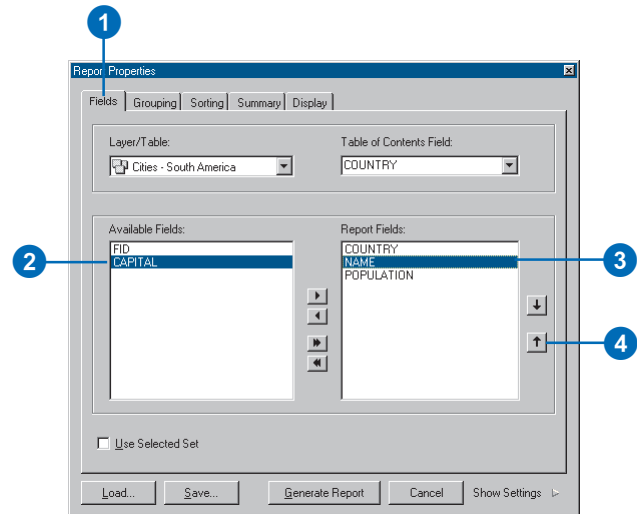 1
Report Properties
Fields Grouping Sorting Summary Display
Layer/Table:
Table of Contents Field:
Cities - South America
COUNTRY
Available Fields:
Report Fields:
FID
CAPITAL
COUNTRY
NAME
POPULATION
2
3
4
Use Selected Set
Load... Save... Generate Report Cancel Show Settings